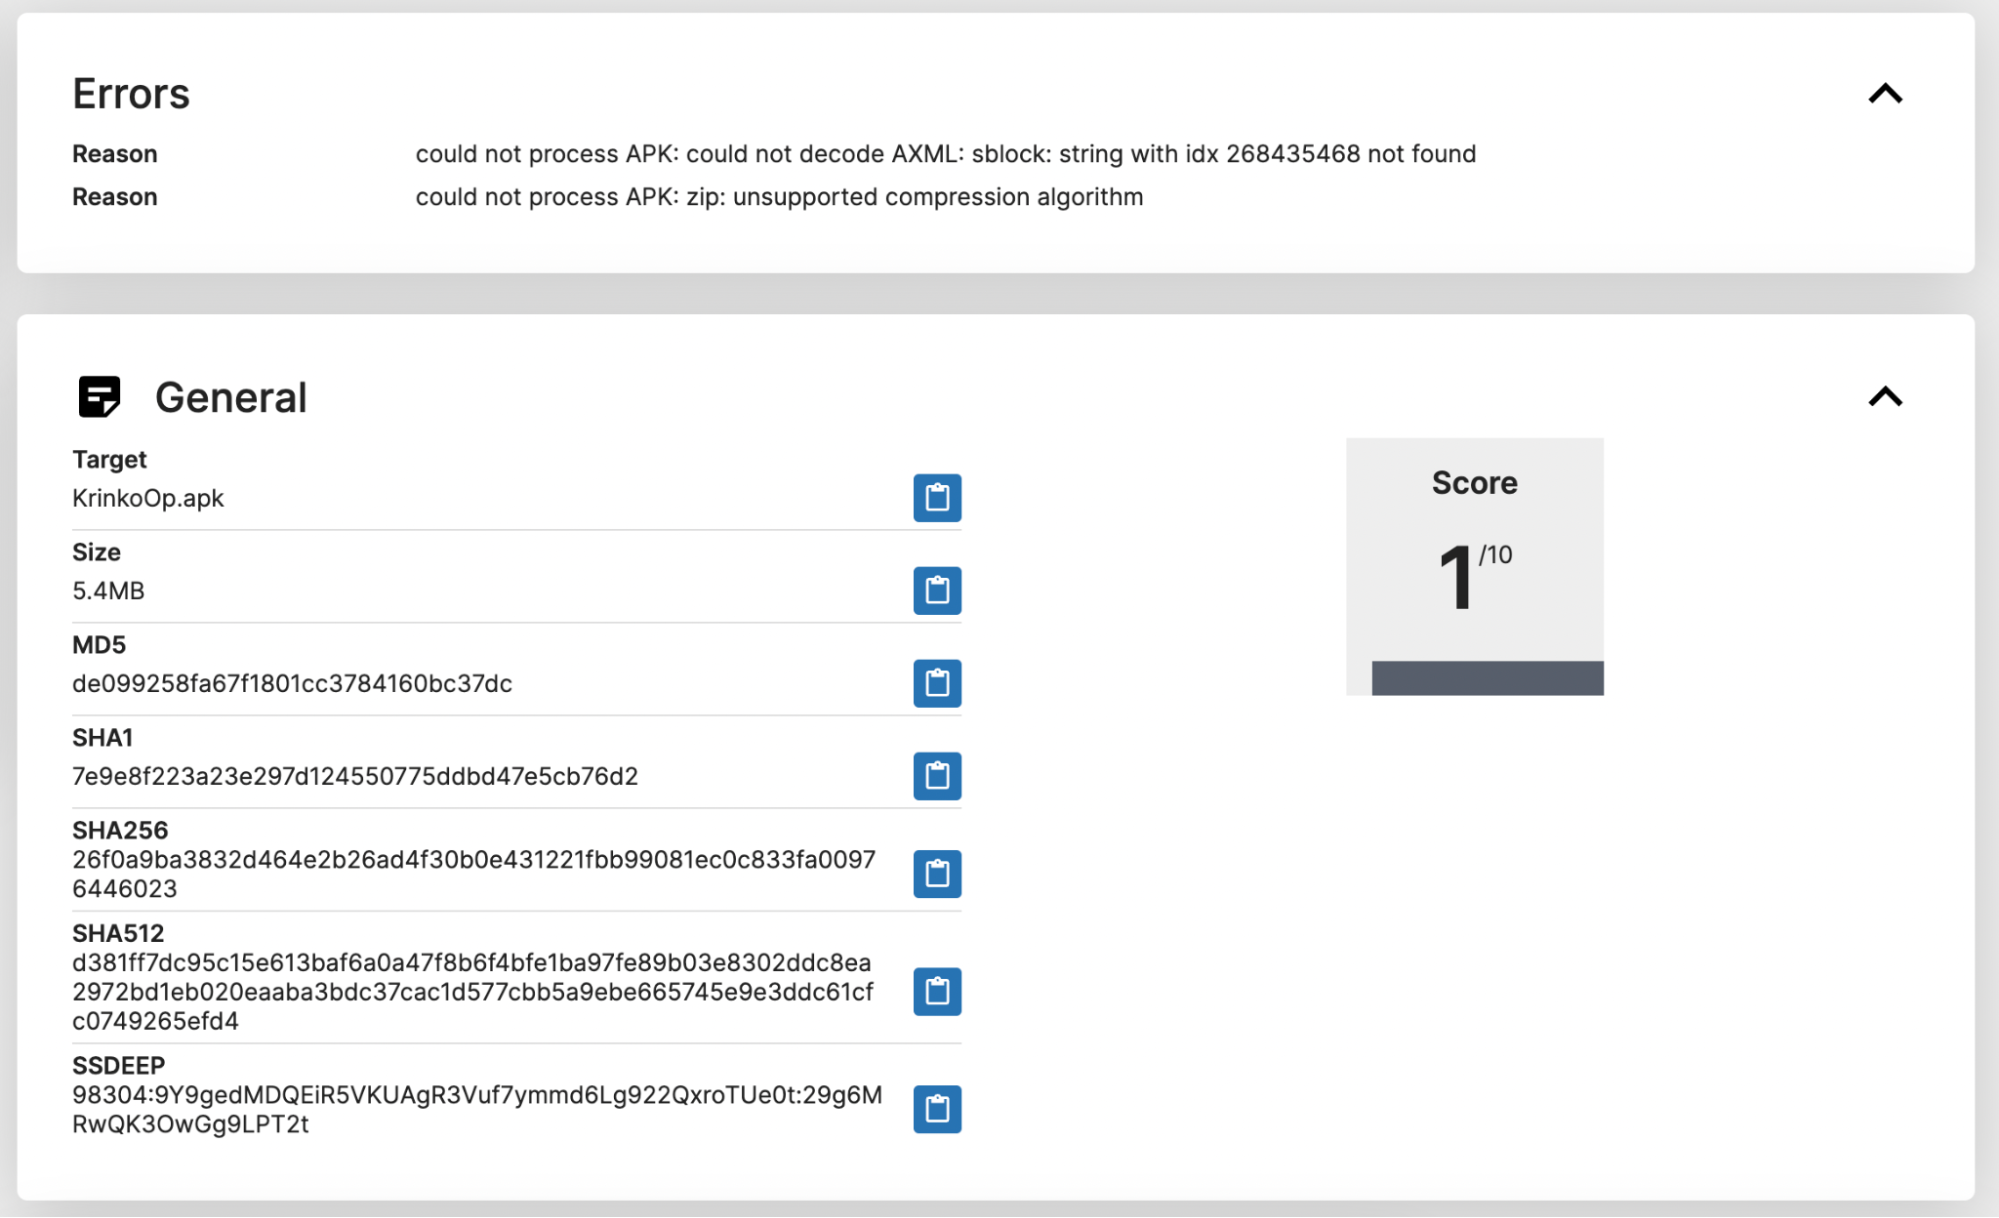 Errors
Reason could not process APK: could not decode AXML: sblock: string with idx 268435468 not found
Reason could not process APK: zip: unsupported compression algorithm
General
Target
KrinkoOp.apk
Size
5.4MB
MD5
de099258fa67f1801cc3784160bc37dc
SHA1
7e9e8f223a23e297d124550775ddbd47e5cb76d2
SHA256
26f0a9ba3832d464e2b26ad4f30b0e431221fbb99081ec0c833fa0097
6446023
SHA512
d381ff7dc95c15e613baf6a0a47f8b6f4bfe1ba97fe89b03e8302ddc8ea
2972bd1eb020eaaba3bdc37cac1d577cbb5a9ebe665745e9e3ddc61cf
c0749265efd4
SSDEEP
98304:9Y9gedMDQEiR5VKUAgR3Vuf7ymmd6Lg922QxroTUe0t:29g6M
RwQK3OwGg9LPT2t
Score
1/10